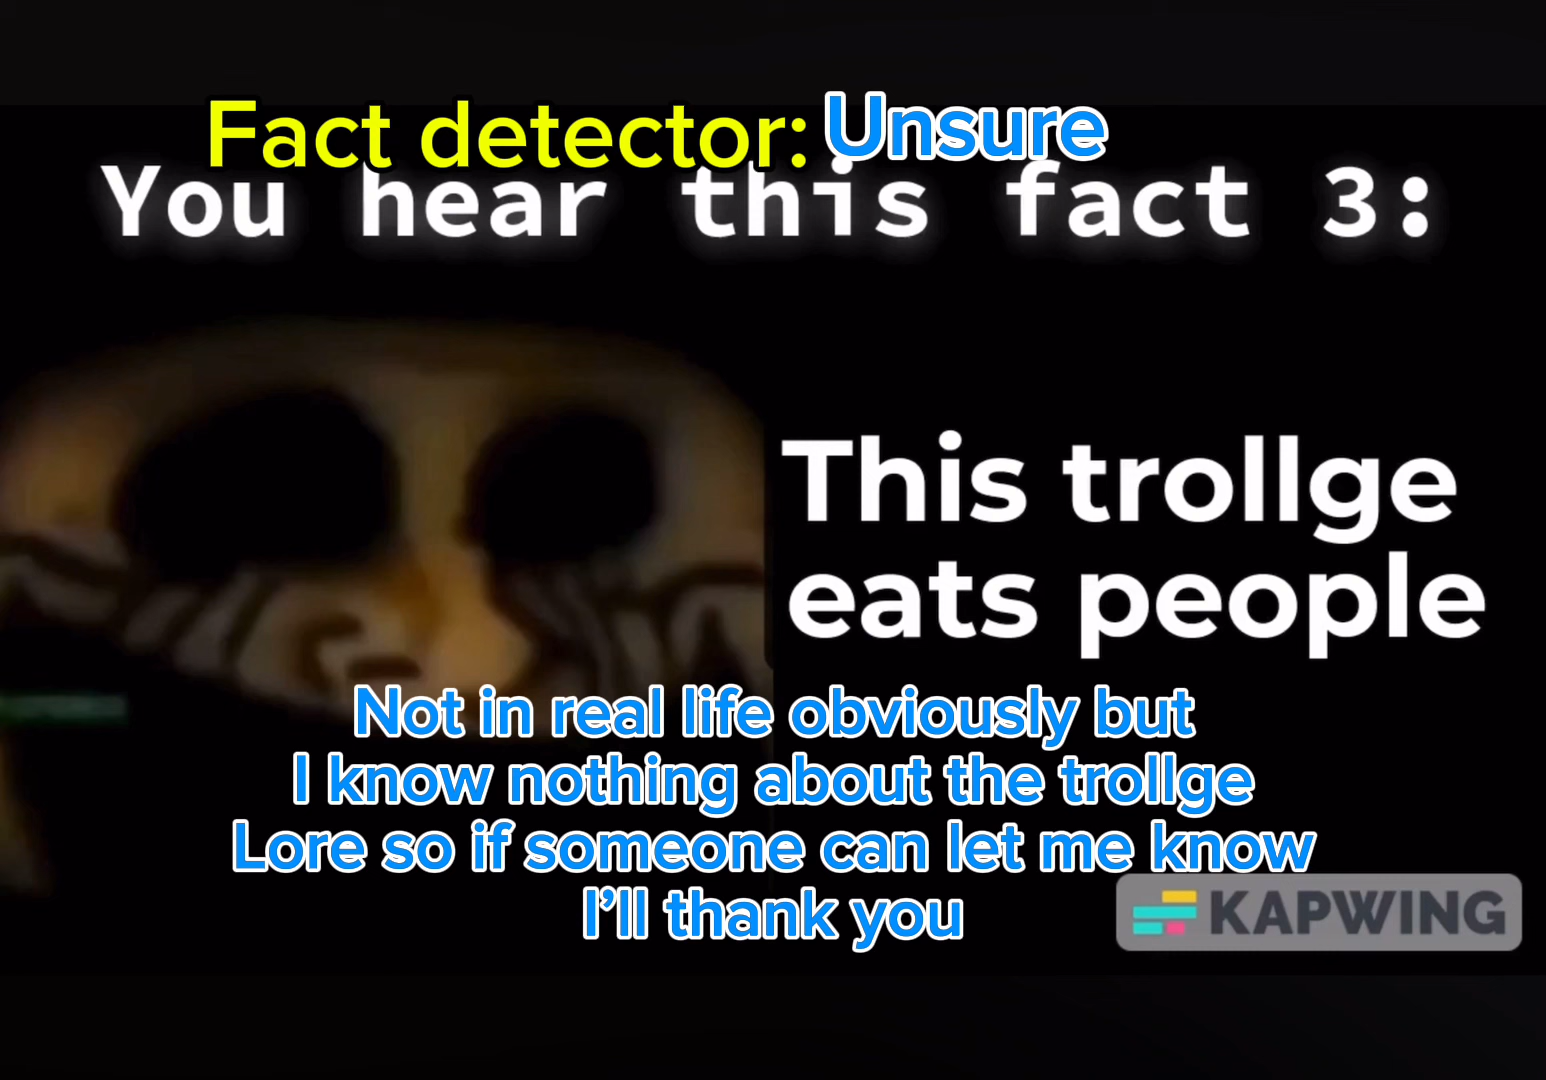 Fact detector: Unsure
You hear this fact 3:
This trollge
eats people
Not in real life obviously but
I know nothing about the trollge
Lore so if someone can let me know
I’ll thank you
KAPWING